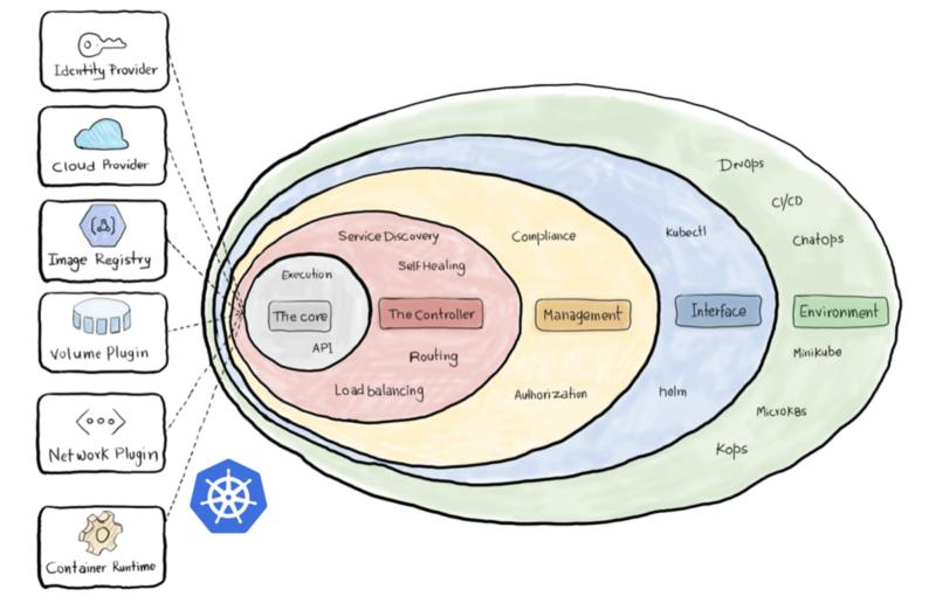 Identity Provider
Cloud Provider
Image Registry
Volume Plugin
Network Plugin
Container Runtime
Execution
The core
API
Service Discovery
Self Healing
The Controller
Routing
Load balancing
Compliance
Management
Authorization
Kubectl
Interface
helm
DevOps
CI/CD
Chatops
Environment
Minikube
Microk8s
Kops